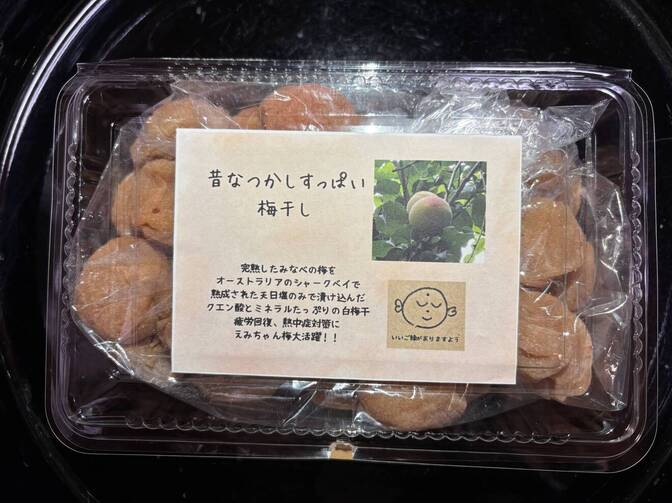 昔なつかしすっぱい
梅干し
完熟したみなべの梅を
オーストラリアのシャークベイで
熟成された天日塩のみで漬け込んだ
クエン酸とミネラルたっぷりの白梅干
疲労回復、熱中症対策に
えみちゃん梅大活躍！！
いいご縁がありますよう